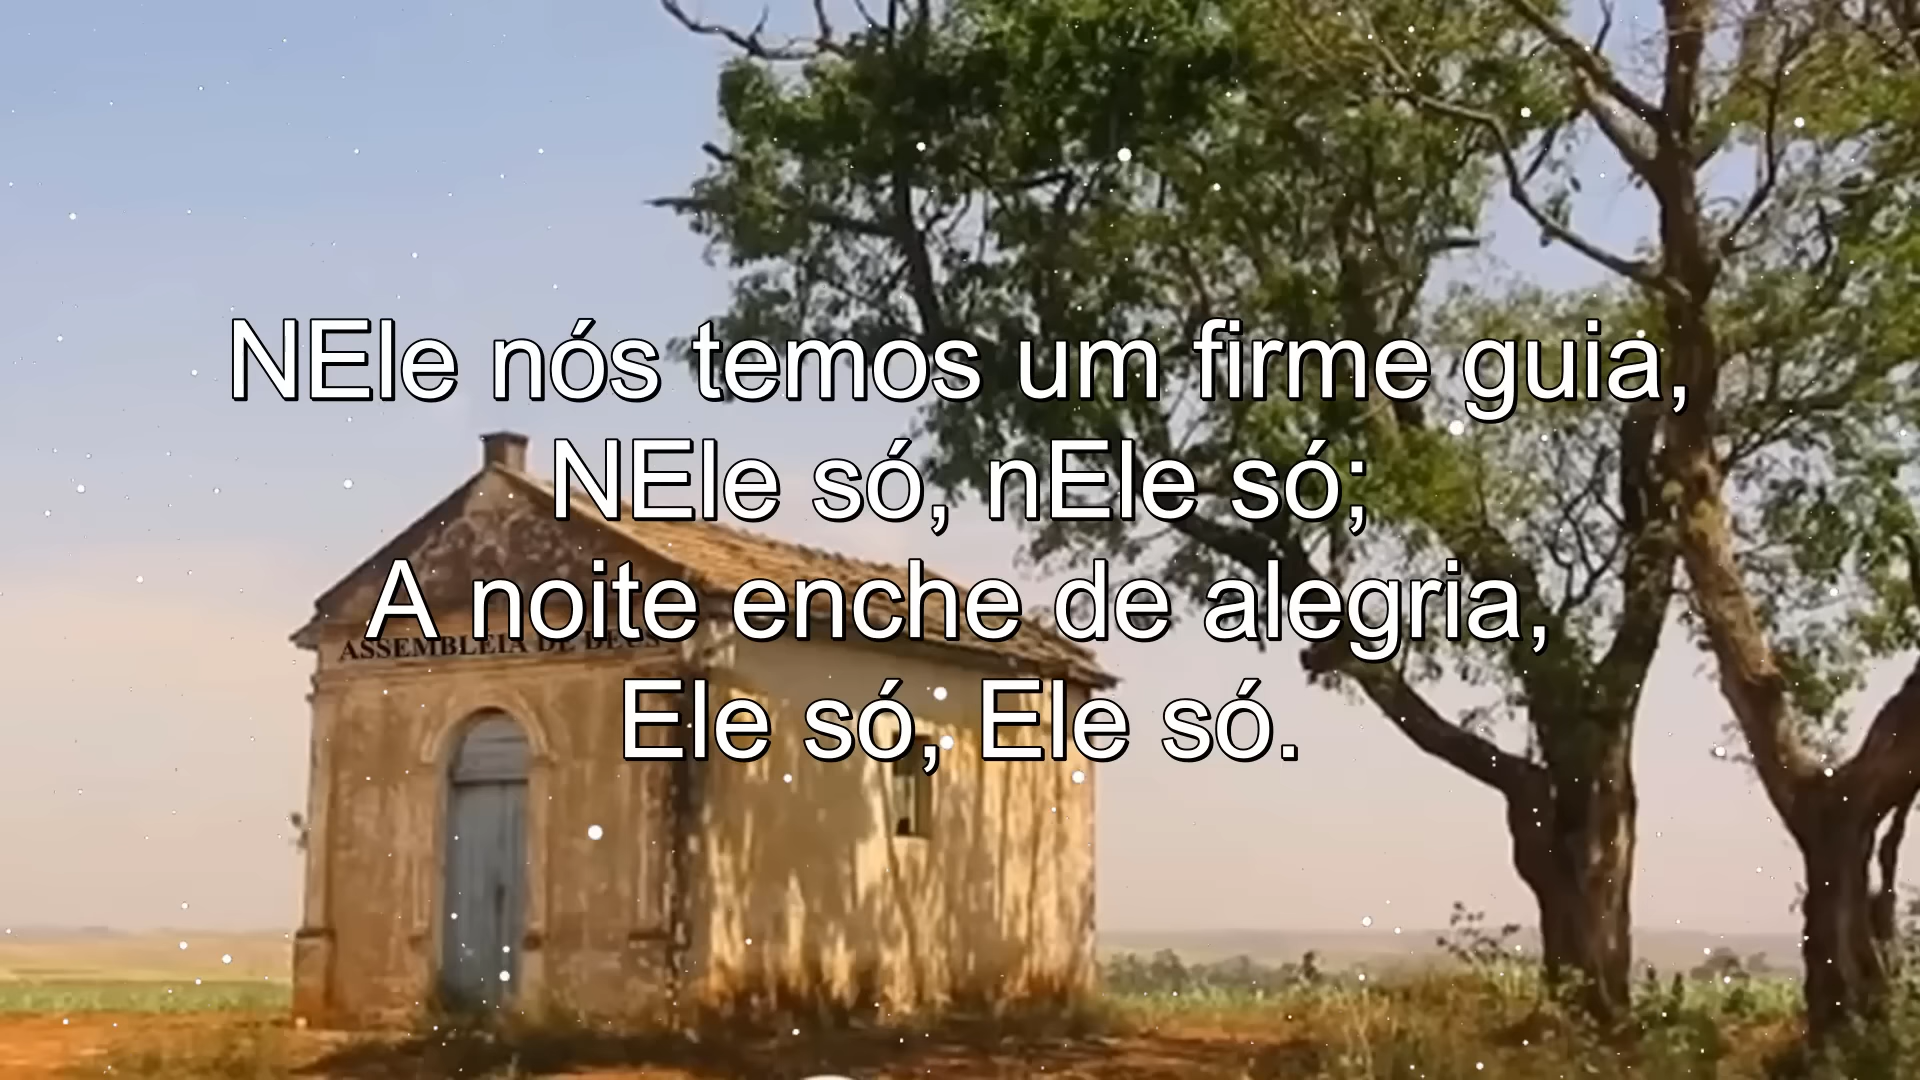 NEle nós temos um firme guia,
NEle só, nEle só;
A noite enche de alegria,
ASSEMBLEIA DE DEUS
Ele só, Ele só.